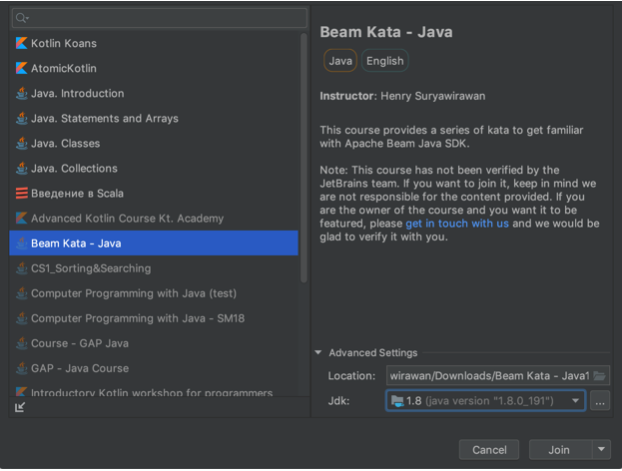 Kotlin Koans
AtomicKotlin
Java. Introduction
Java. Statements and Arrays
Java. Classes
Java. Collections
Введение в Scala
Advanced Kotlin Course Kt. Academy
Beam Kata - Java
CS1_Sorting&Searching
Computer Programming with Java (test)
Computer Programming with Java - SM18
Course - GAP Java
GAP - Java Course
Introductory Kotlin workshop for programmers
Beam Kata - Java
Java English
Instructor: Henry Suryawirawan
This course provides a series of kata to get familiar
with Apache Beam Java SDK.
Note: This course has not been verified by the
JetBrains team. If you want to join it, keep in mind we
are not responsible for the content provided. If you
are the owner of the course and you want it to be
featured, please get in touch with us and we would be
glad to verify it with you.
Advanced Settings
Location: wirawan/Downloads/Beam Kata - Java1
Jdk: 1.8 (java version "1.8.0_191") ...
Cancel Join